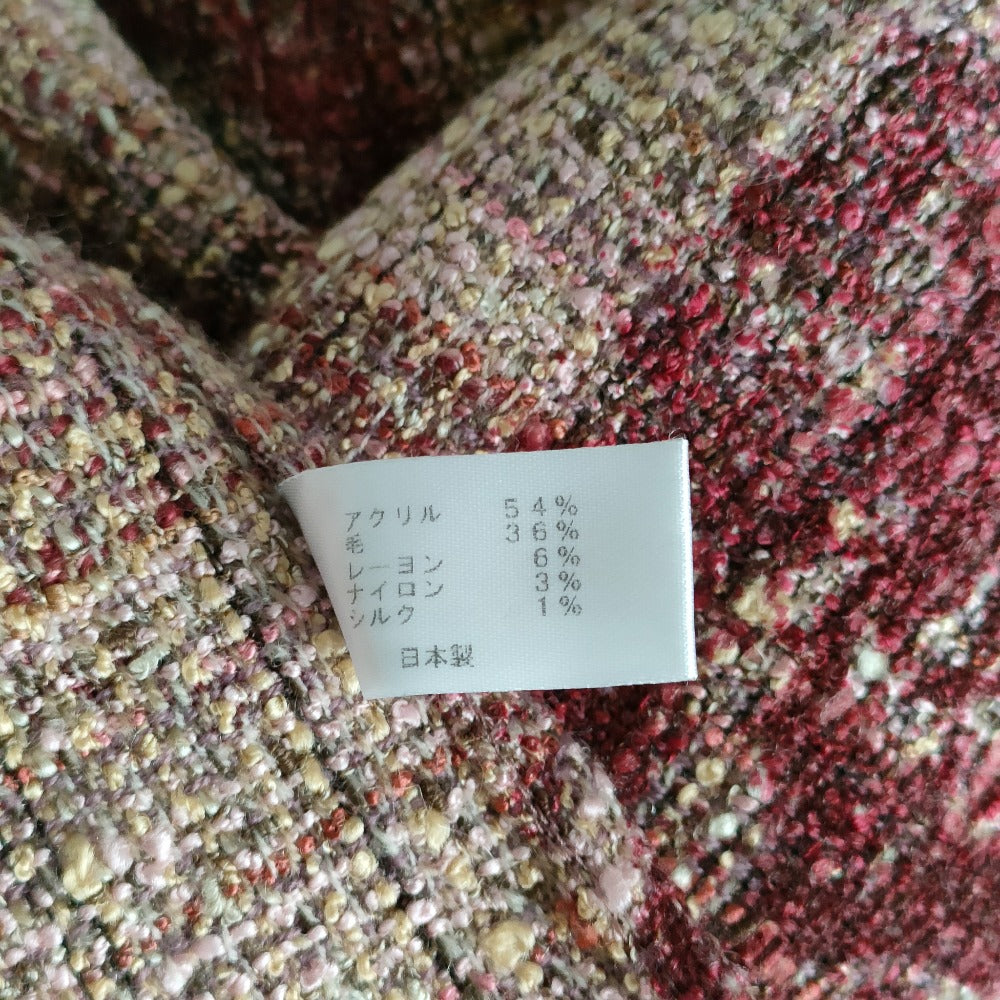 アクリル 54%
毛 36%
レーヨン 6%
ナイロン 3%
シルク 1%
日本製